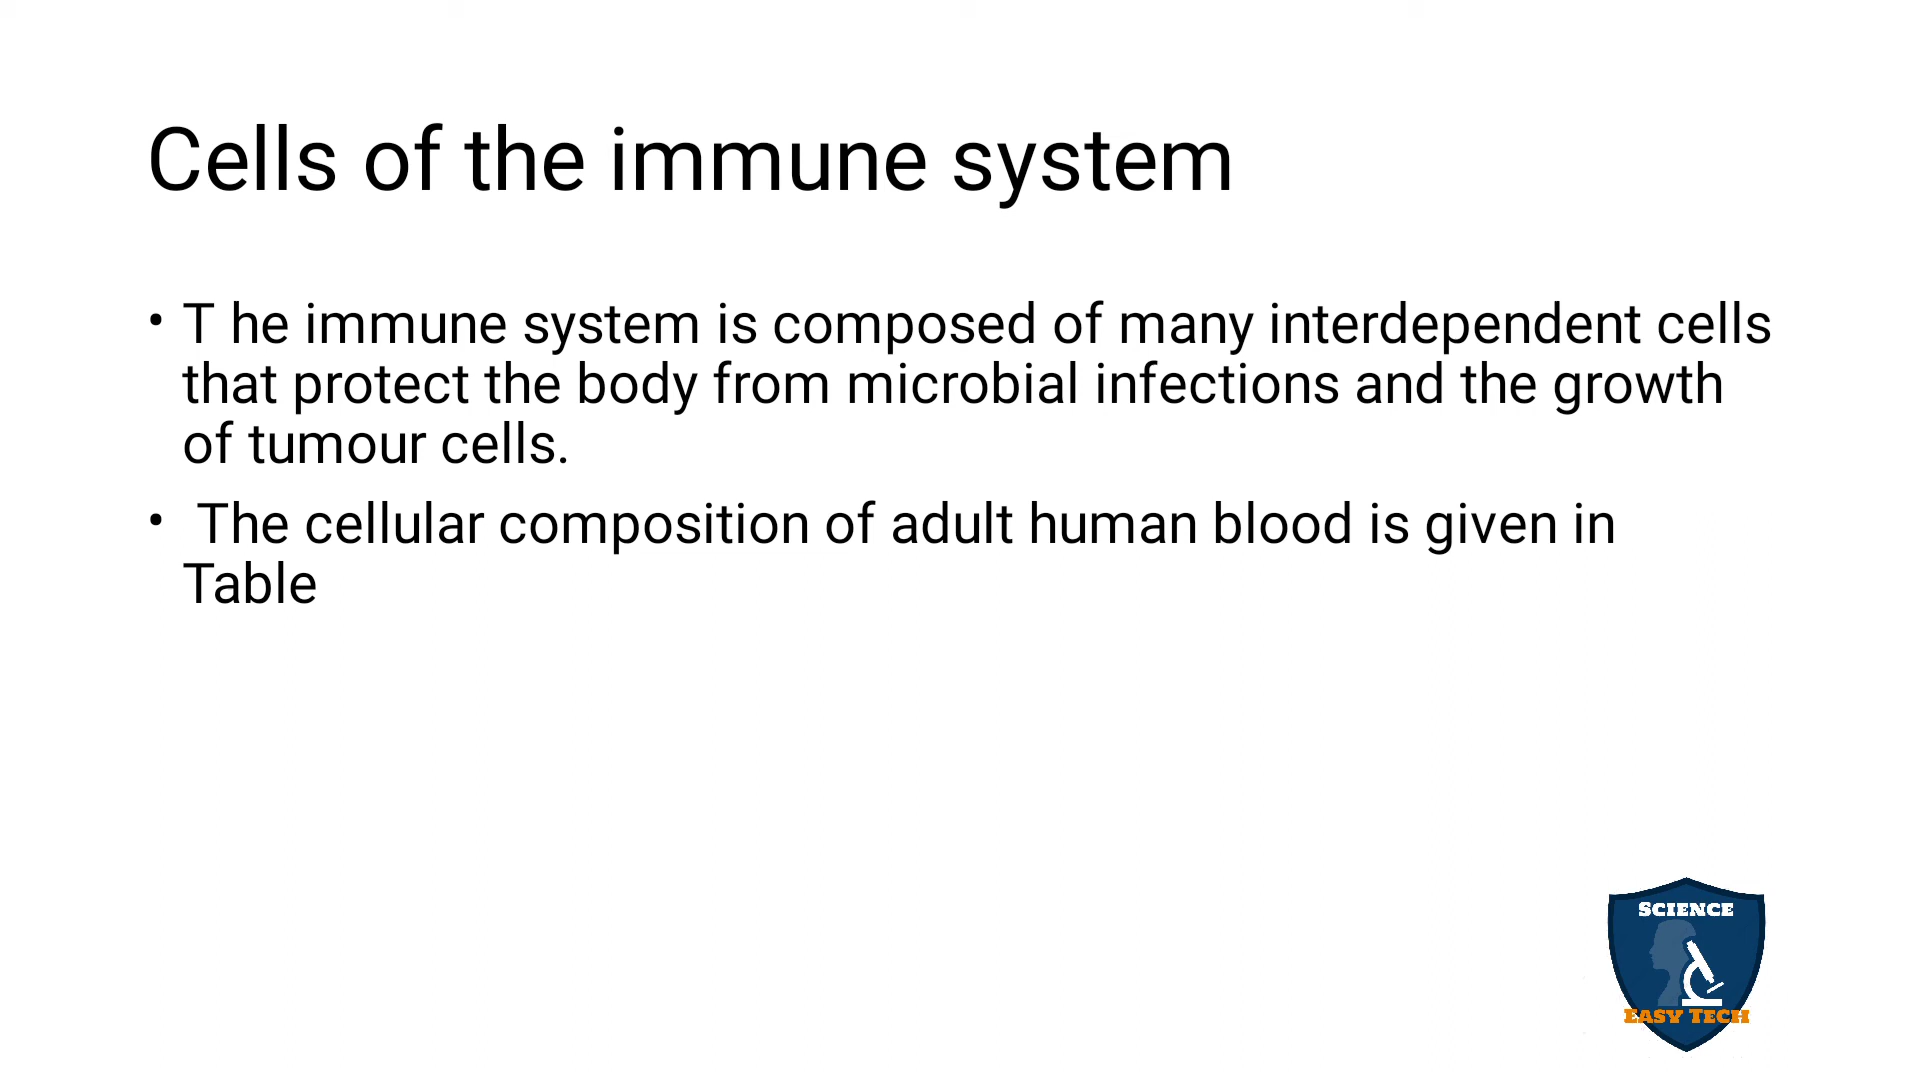 Cells of the immune system
• T he immune system is composed of many interdependent cells
that protect the body from microbial infections and the growth
of tumour cells.
• The cellular composition of adult human blood is given in
Table
SCIENCE
EASY TECH